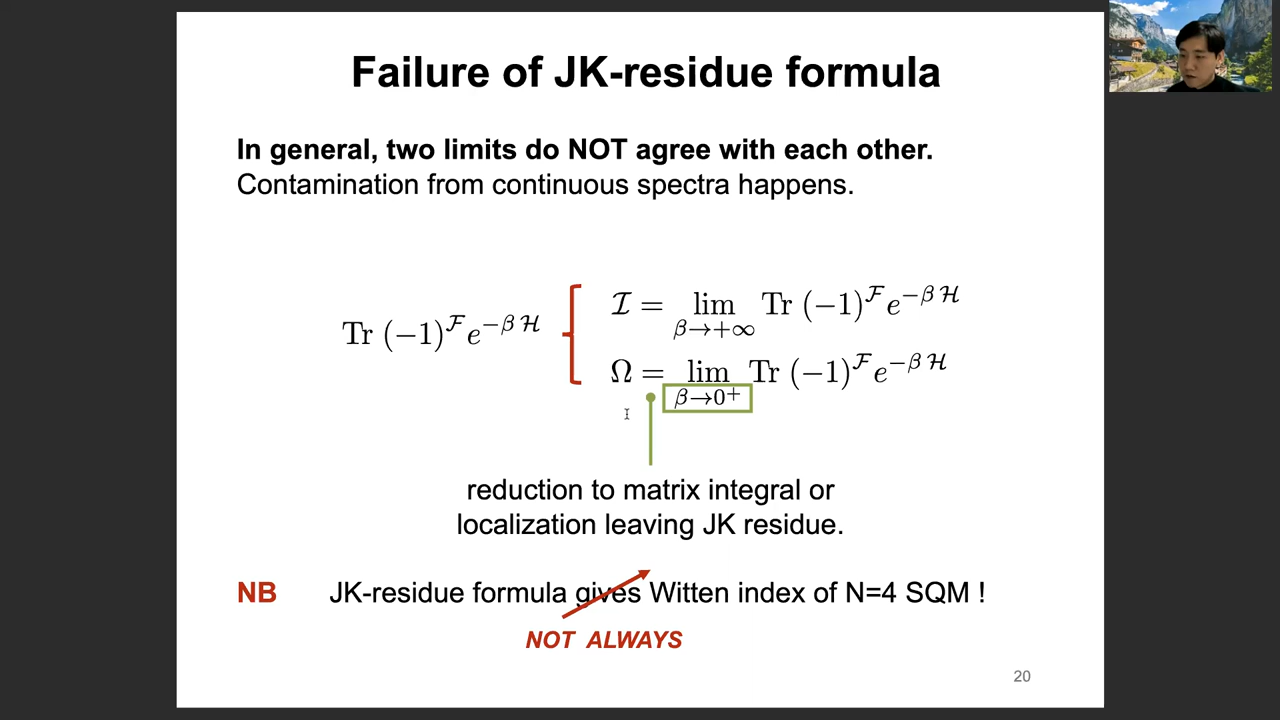 Failure of JK-residue formula
In general, two limits do NOT agree with each other.
Contamination from continuous spectra happens.
Tr (−1)^ℱ e^{−β ℋ}
ℐ = lim_{β→+∞} Tr (−1)^ℱ e^{−β ℋ}
Ω = lim_{β→0⁺} Tr (−1)^ℱ e^{−β ℋ}
reduction to matrix integral or
localization leaving JK residue.
NB JK-residue formula gives Witten index of N=4 SQM !
NOT ALWAYS
20